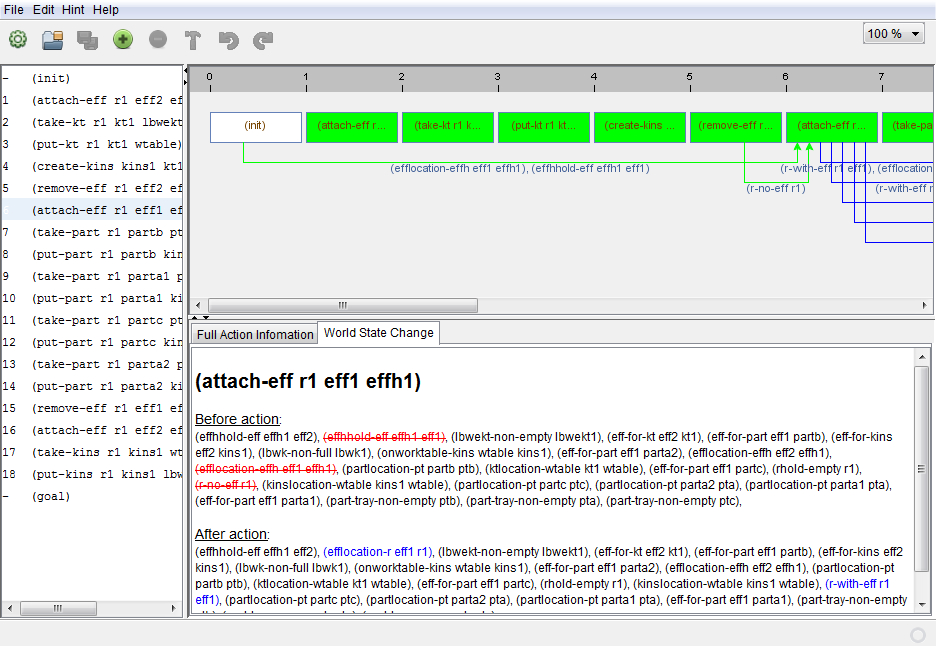 File Edit Hint Help
100 %
– (init)
1 (attach-eff r1 eff2 ef
2 (take-kt r1 kt1 lbwekt
3 (put-kt r1 kt1 wtable)
4 (create-kins kins1 kt1
5 (remove-eff r1 eff2 ef
(attach-eff r1 eff1 ef
7 (take-part r1 partb pt
8 (put-part r1 partb kin
9 (take-part r1 parta1 p
10 (put-part r1 parta1 ki
11 (take-part r1 partc pt
12 (put-part r1 partc kin
13 (take-part r1 parta2 p
14 (put-part r1 parta2 ki
15 (remove-eff r1 eff1 ef
16 (attach-eff r1 eff2 ef
17 (take-kins r1 kins1 wt
18 (put-kins r1 kins1 lbw
– (goal)
0 1 2 3 4 5 6 7
(init) (attach-eff r... (take-kt r1 k... (put-kt r1 kt... (create-kins ... (remove-eff r... (attach-eff r... (take-pa
(efflocation-effh eff1 effh1), (effhhold-eff effh1 eff1) (r-with-eff r1 eff1), (efflocation
(r-no-eff r1) (r-with-eff r
Full Action Infomation World State Change
(attach-eff r1 eff1 effh1)
Before action:
(effhhold-eff effh1 eff2), (effhhold-eff effh1 eff1), (lbwekt-non-empty lbwekt1), (eff-for-kt eff2 kt1), (eff-for-part eff1 partb), (eff-for-kins
eff2 kins1), (lbwk-non-full lbwk1), (onworktable-kins wtable kins1), (eff-for-part eff1 parta2), (efflocation-effh eff2 effh1),
(efflocation-effh eff1 effh1), (partlocation-pt partb ptb), (ktlocation-wtable kt1 wtable), (eff-for-part eff1 partc), (rhold-empty r1),
(r-no-eff r1), (kinslocation-wtable kins1 wtable), (partlocation-pt partc ptc), (partlocation-pt parta2 pta), (partlocation-pt parta1 pta),
(eff-for-part eff1 parta1), (part-tray-non-empty ptb), (part-tray-non-empty pta), (part-tray-non-empty ptc),
After action:
(effhhold-eff effh1 eff2), (efflocation-r eff1 r1), (lbwekt-non-empty lbwekt1), (eff-for-kt eff2 kt1), (eff-for-part eff1 partb), (eff-for-kins eff2
kins1), (lbwk-non-full lbwk1), (onworktable-kins wtable kins1), (eff-for-part eff1 parta2), (efflocation-effh eff2 effh1), (partlocation-pt
partb ptb), (ktlocation-wtable kt1 wtable), (eff-for-part eff1 partc), (rhold-empty r1), (kinslocation-wtable kins1 wtable), (r-with-eff r1
eff1), (partlocation-pt partc ptc), (partlocation-pt parta2 pta), (partlocation-pt parta1 pta), (eff-for-part eff1 parta1), (part-tray-non-empty